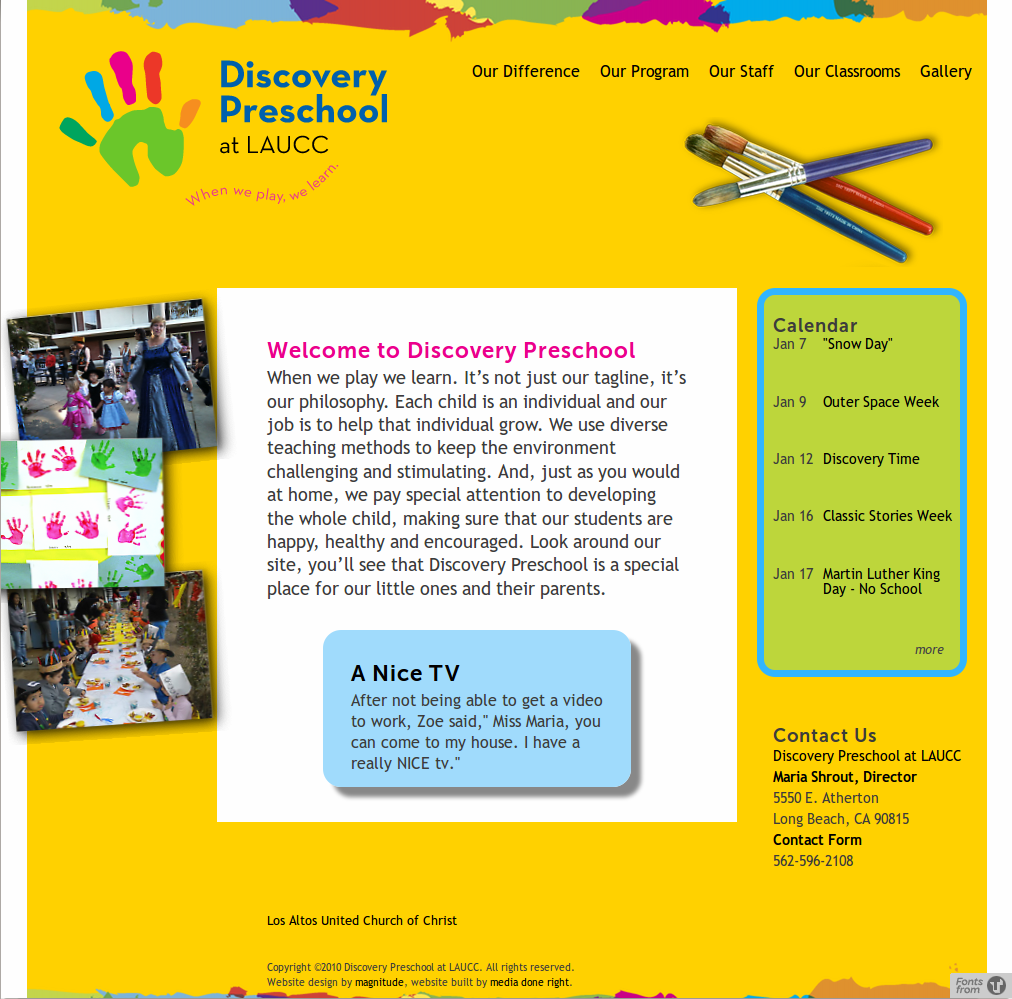 Discovery
Preschool
at LAUCC
When we play, we learn.
Our Difference Our Program Our Staff Our Classrooms Gallery
Welcome to Discovery Preschool
When we play we learn. It’s not just our tagline, it’s
our philosophy. Each child is an individual and our
job is to help that individual grow. We use diverse
teaching methods to keep the environment
challenging and stimulating. And, just as you would
at home, we pay special attention to developing
the whole child, making sure that our students are
happy, healthy and encouraged. Look around our
site, you’ll see that Discovery Preschool is a special
place for our little ones and their parents.
A Nice TV
After not being able to get a video
to work, Zoe said," Miss Maria, you
can come to my house. I have a
really NICE tv."
Calendar
Jan 7 "Snow Day"
Jan 9 Outer Space Week
Jan 12 Discovery Time
Jan 16 Classic Stories Week
Jan 17 Martin Luther King
Day - No School
more
Contact Us
Discovery Preschool at LAUCC
Maria Shrout, Director
5550 E. Atherton
Long Beach, CA 90815
Contact Form
562-596-2108
Los Altos United Church of Christ
Copyright ©2010 Discovery Preschool at LAUCC. All rights reserved.
Website design by magnitude, website built by media done right.
Fonts
from